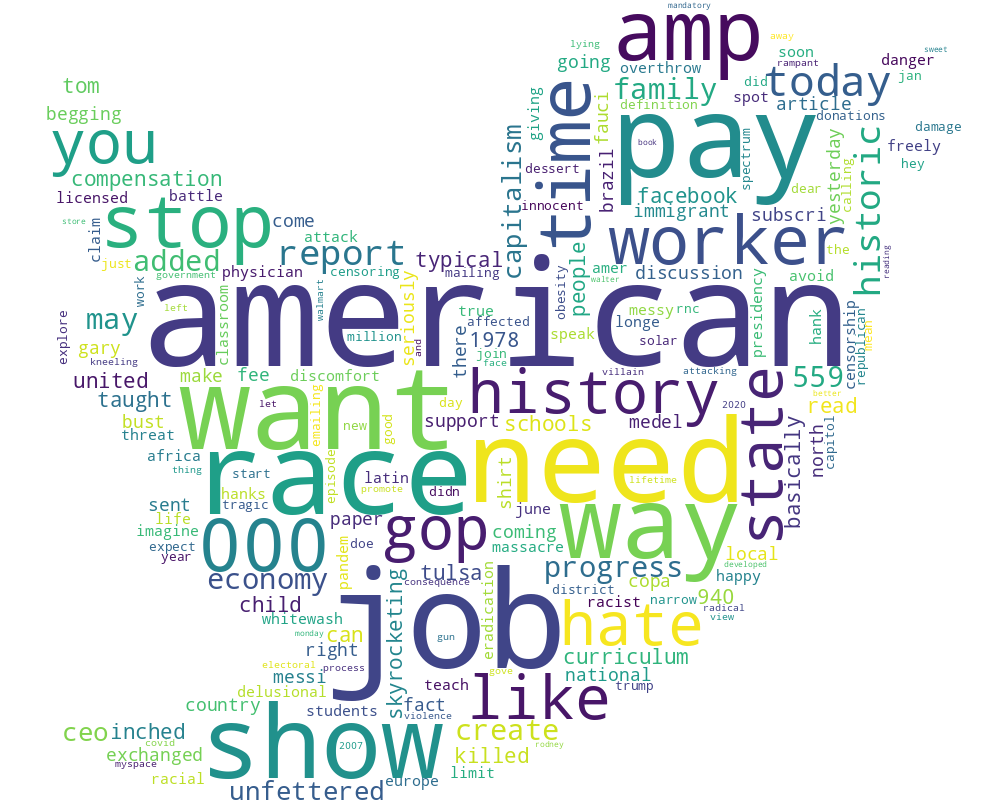 mandatory
amp
lying
going
away
sweet
overthrow
rampant
soon
danger
tom
family
did
today
jan
begging
time
giving
fauci
definition
spot
article
donations
you
pay
book
spectrum
historic
damage
capitalism
yesterday
calling
freely
hey
compensation
dessert
brazil
licensed
battle
facebook
dear
innocent
immigrant
subscri
stop
come
store
claim
attack
worker
the
report
people
added
typical
just
physician
censoring
mailing
amer
discussion
avoid
reading
government
walter
work
american
obesity
presidency
left
walmart
seriously
true
affected
messy
rnc
hank
censorship
republican
mean
may
classroom
million
and
there
1978
speak
longe
solar
explore
gary
join
face
kneeling
villain
attacking
united
make
fee
discomfort
559
want
history
better
taught
let
day
2020
read
bust
emailing
new
good
support
schools
medel
state
threat
race
need
basically
north
capitol
africa
thing
start
episode
latin
promote
didn
shirt
lifetime
hanks
tragic
sent
life
paper
june
way
imagine
000
gop
coming
expect
doe
massacre
local
year
pandem
progress
developed
economy
tulsa
copa
happy
consequence
job
eradication
district
940
child
skyrocketing
racist
narrow
radical
whitewash
hate
view
monday
can
gun
right
curriculum
electoral
process
gove
national
messi
teach
like
trump
delusional
country
students
fact
violence
ceo
inched
show
create
covid
2007
rodney
exchanged
killed
myspace
racial
europe
limit
unfettered